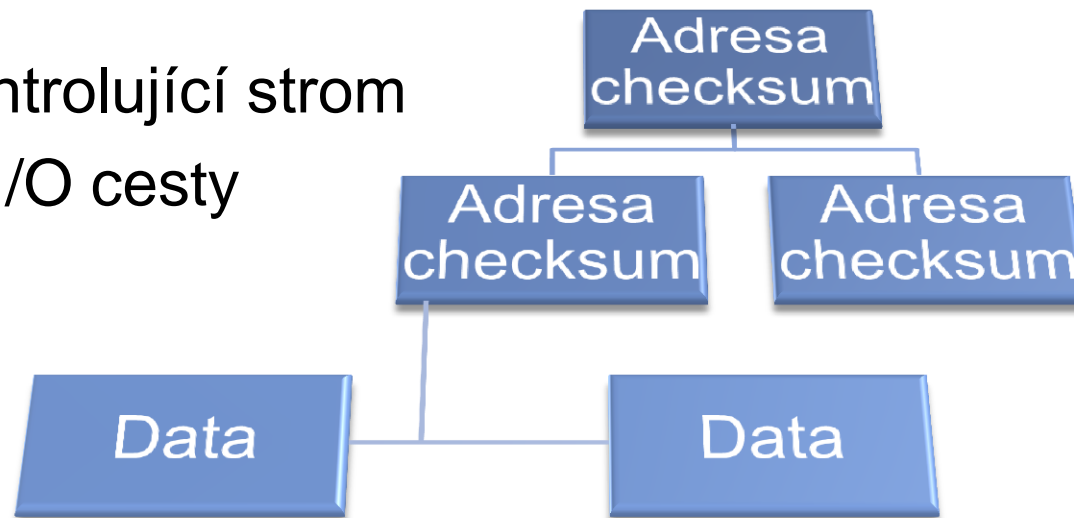 ntrolující strom
/O cesty
Adresa
checksum
Adresa
checksum
Adresa
checksum
Data
Data